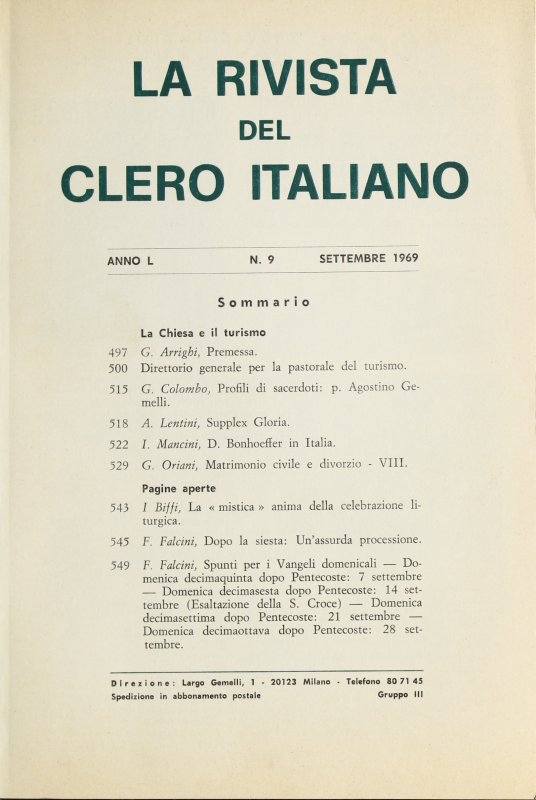 LA RIVISTA
DEL
CLERO ITALIANO
ANNO L N. 9 SETTEMBRE 1969
Sommario
La Chiesa e il turismo
497 G. Arrighi, Premessa.
500 Direttorio generale per la pastorale del turismo.
515 G. Colombo, Profili di sacerdoti: p. Agostino Ge-
melli.
518 A. Lentini, Supplex Gloria.
522 I. Mancini, D. Bonhoeffer in Italia.
529 G. Oriani, Matrimonio civile e divorzio - VIII.
Pagine aperte
543 I Biffi, La « mistica » anima della celebrazione li-
turgica.
545 F. Falcini, Dopo la siesta: Un'assurda processione.
549 F. Falcini, Spunti per i Vangeli domenicali — Do-
menica decimaquinta dopo Pentecoste: 7 settembre
— Domenica decimasesta dopo Pentecoste: 14 set-
tembre (Esaltazione della S. Croce) — Domenica
decimasettima dopo Pentecoste: 21 settembre —
Domenica decimaottava dopo Pentecoste: 28 set-
tembre.
Direzione: Largo Gemelli, 1 - 20123 Milano - Telefono 80 71 45
Spedizione in abbonamento postale Gruppo III